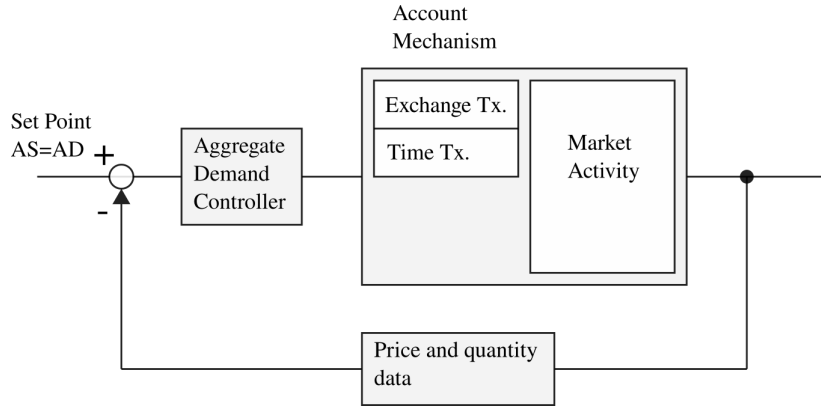 Account
Mechanism
Set Point
AS=AD
+
-
Aggregate
Demand
Controller
Exchange Tx.
Time Tx.
Market
Activity
Price and quantity
data